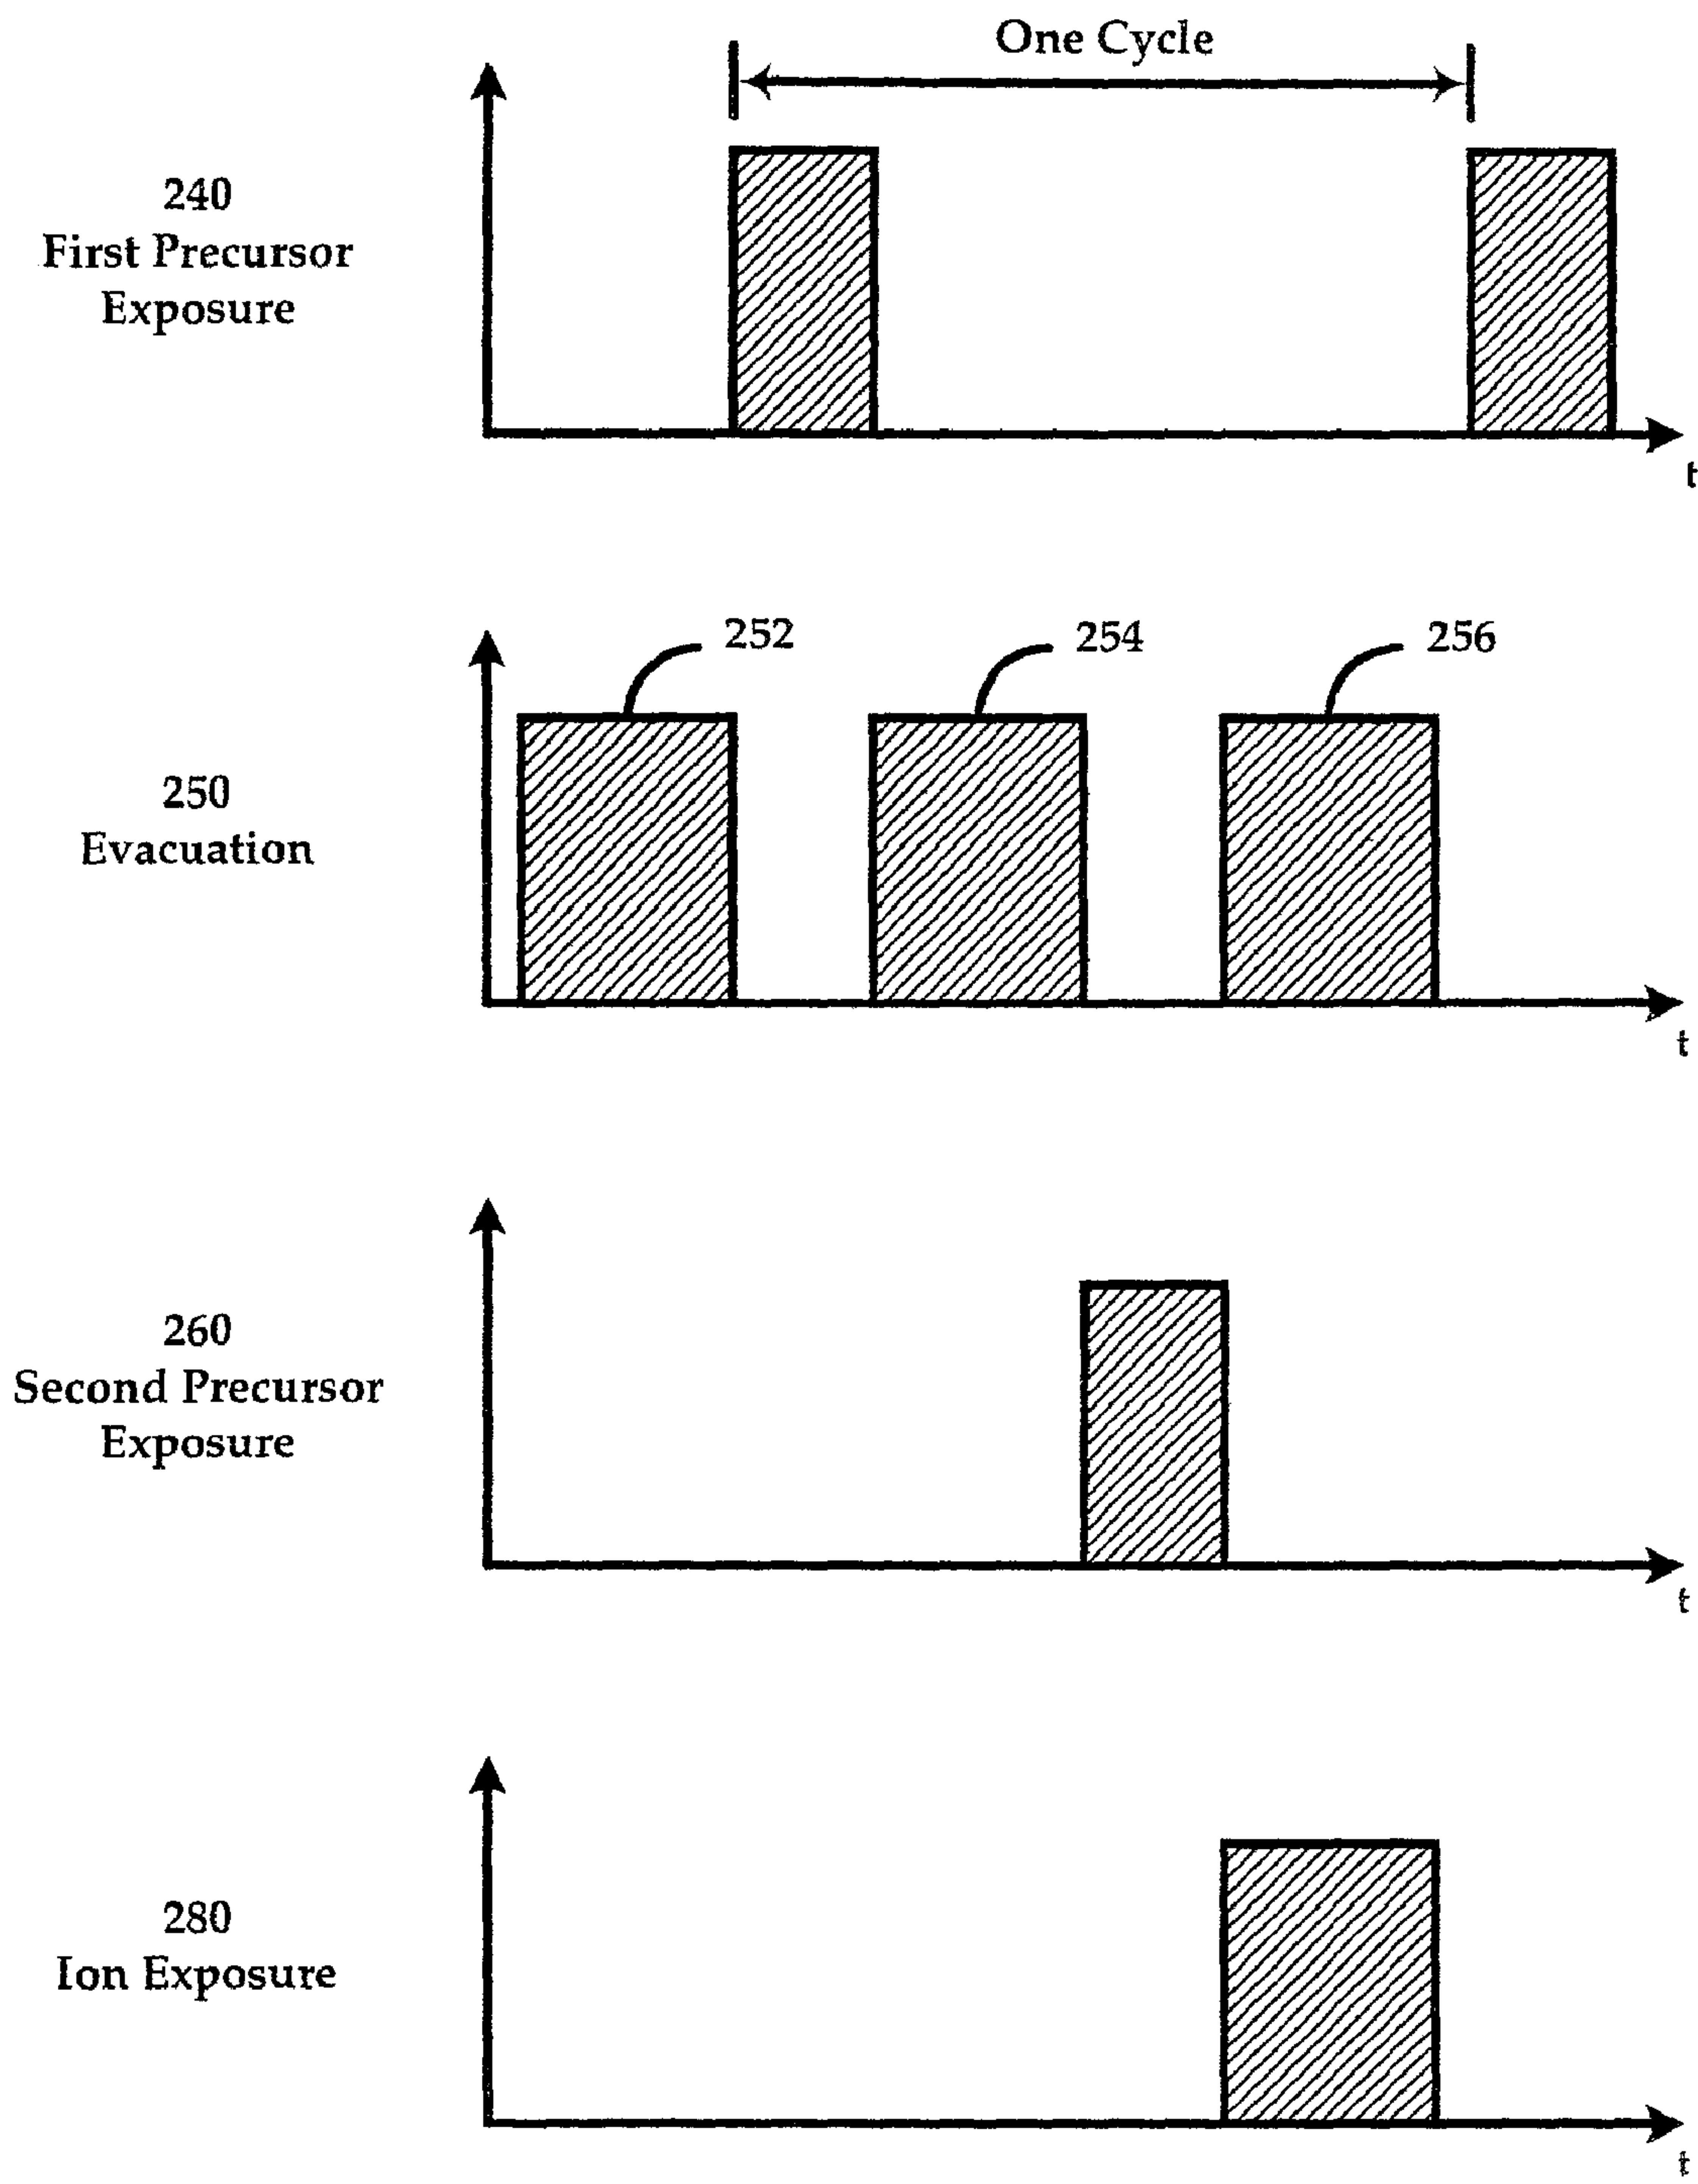 One Cycle
240
First Precursor
Exposure
t
252
254
256
250
Evacuation
t
260
Second Precursor
Exposure
t
280
Ion Exposure
t